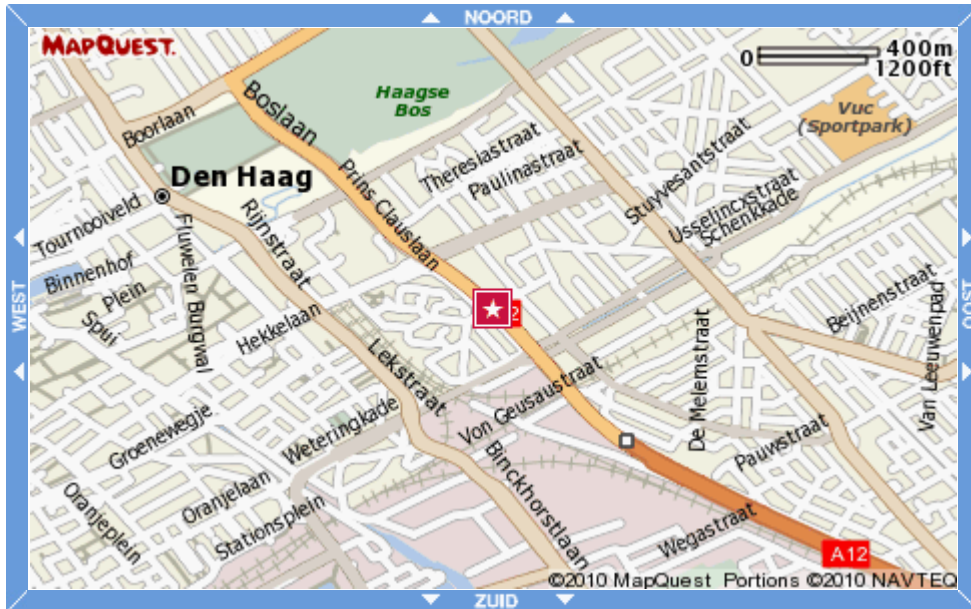 NOORD
MAPQUEST.
0 400m
1200ft
Boslaan
Haagse
Bos
Vuc
(Sportpark)
Boorlaan
Theresiastraat
Stuyvesantstraat
Den Haag
Prins Clauslaan
Paulinastraat
Usselincxstraat
Schenkkade
Tournooiveld
Fluwelen Burgwal
Rijnstraat
WEST
Binnenhof
Plein
Spui
Hekkelaan
2
OOST
Beijnenstraat
Van Leeuwenpad
De Melemstraat
Lekstraat
Von Geusaustraat
Groenewegje
Weteringkade
Pauwstraat
Oranjeplein
Oranjelaan
Stationsplein
Binckhorstlaan
Wegastraat
A12
©2010 MapQuest Portions ©2010 NAVTEQ
ZUID